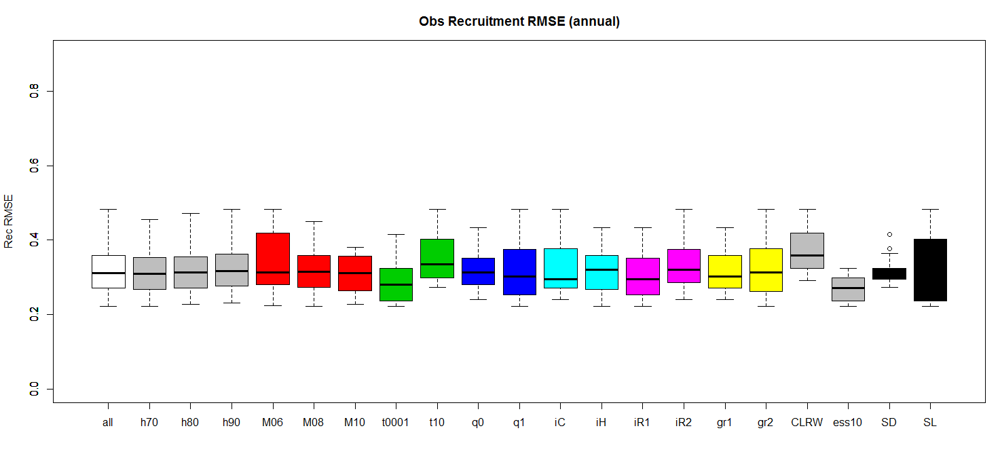 Obs Recruitment RMSE (annual)
Rec RMSE
0.8
0.6
0.4
0.2
0.0
all h70 h80 h90 M06 M08 M10 t0001 t10 q0 q1 iC iH iR1 iR2 gr1 gr2 CLRW ess10 SD SL